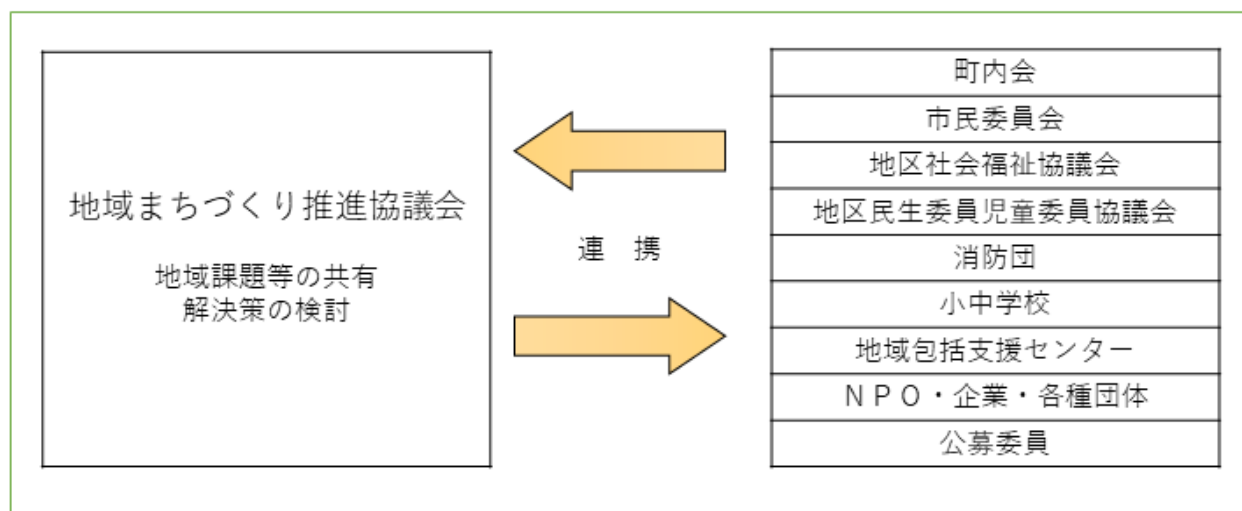 地域まちづくり推進協議会
地域課題等の共有
解決策の検討
連　携
町内会
市民委員会
地区社会福祉協議会
地区民生委員児童委員協議会
消防団
小中学校
地域包括支援センター
ＮＰＯ・企業・各種団体
公募委員